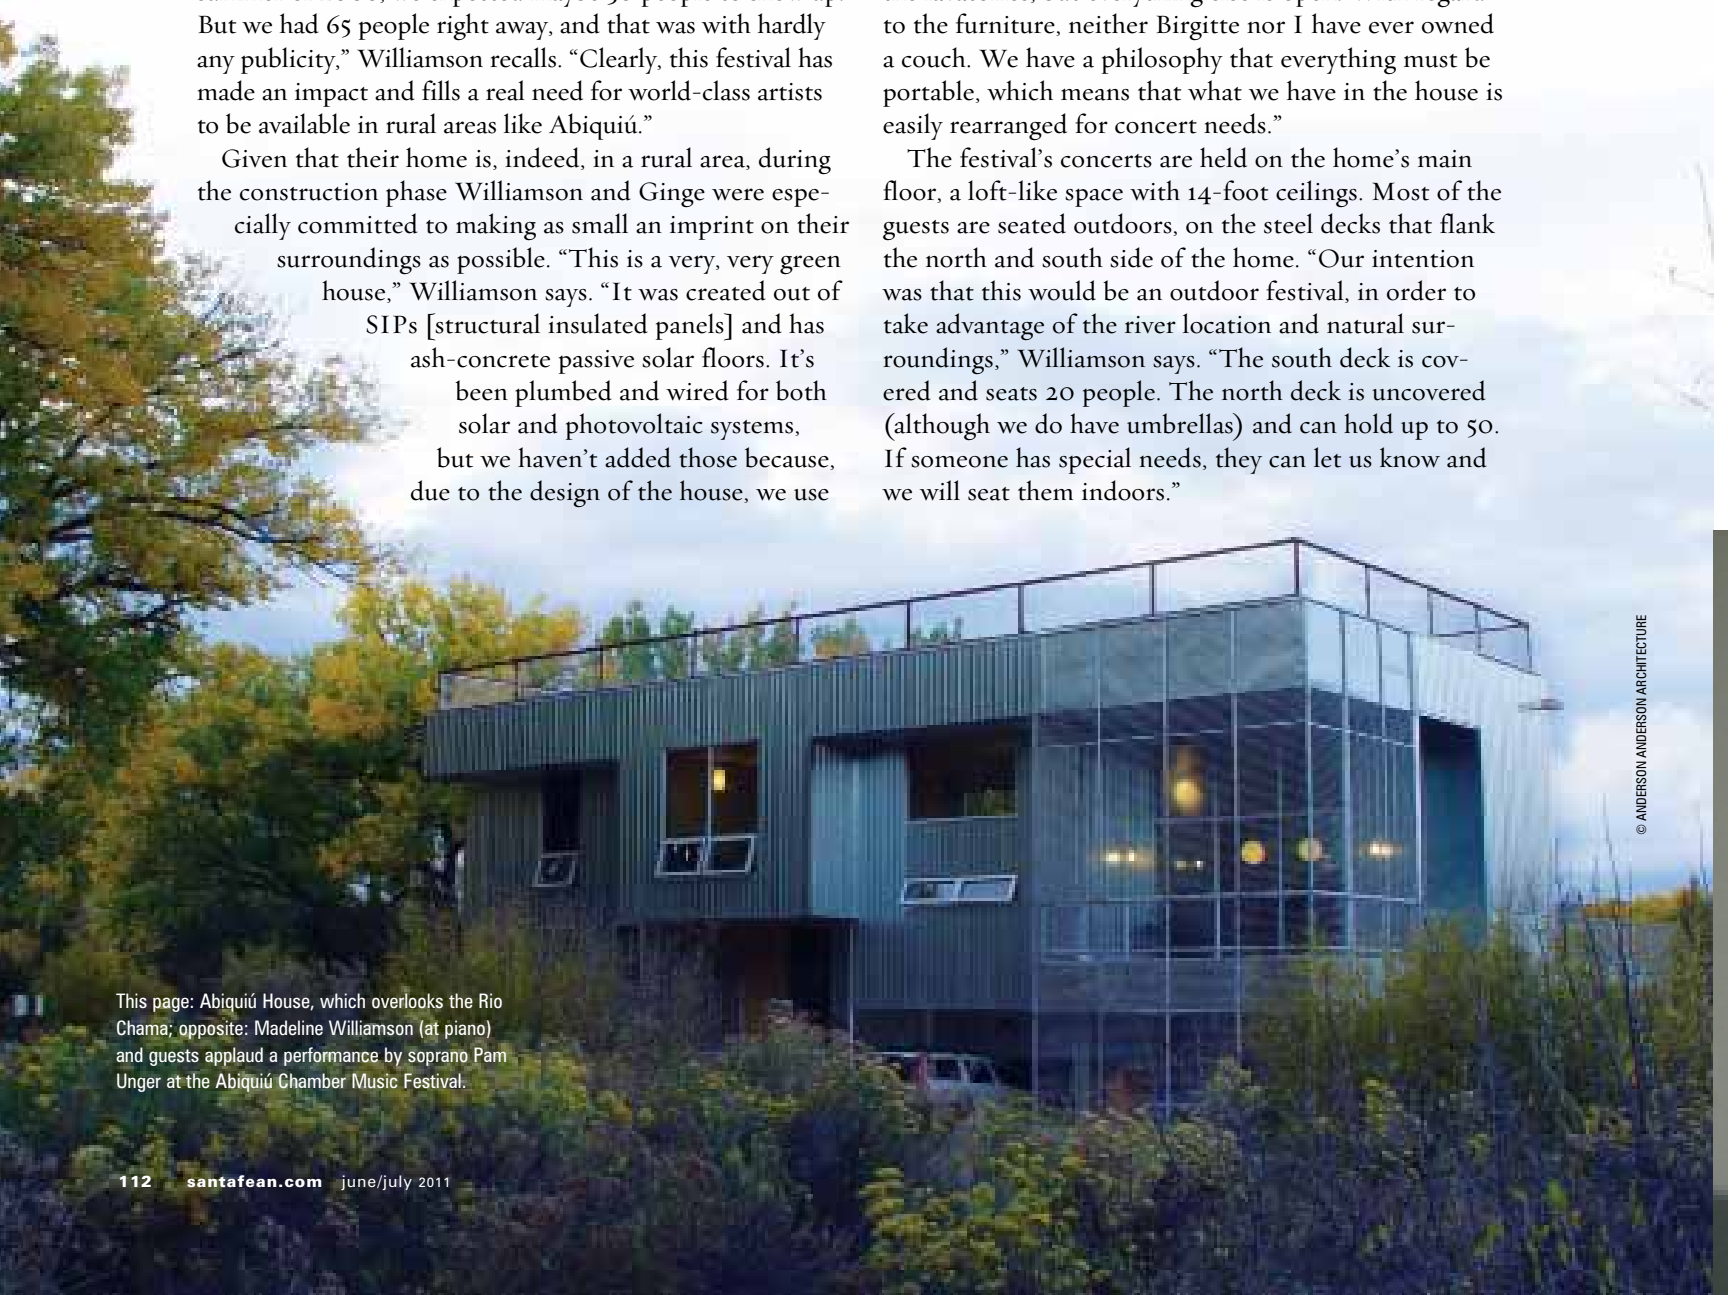 But we had 65 people right away, and that was with hardly
any publicity,” Williamson recalls. “Clearly, this festival has
made an impact and fills a real need for world-class artists
to be available in rural areas like Abiquiú.”
Given that their home is, indeed, in a rural area, during
the construction phase Williamson and Ginge were espe-
cially committed to making as small an imprint on their
surroundings as possible. “This is a very, very green
house,” Williamson says. “It was created out of
SIPs [structural insulated panels] and has
ash-concrete passive solar floors. It’s
been plumbed and wired for both
solar and photovoltaic systems,
but we haven’t added those because,
due to the design of the house, we use
to the furniture, neither Birgitte nor I have ever owned
a couch. We have a philosophy that everything must be
portable, which means that what we have in the house is
easily rearranged for concert needs.”
The festival’s concerts are held on the home’s main
floor, a loft-like space with 14-foot ceilings. Most of the
guests are seated outdoors, on the steel decks that flank
the north and south side of the home. “Our intention
was that this would be an outdoor festival, in order to
take advantage of the river location and natural sur-
roundings,” Williamson says. “The south deck is cov-
ered and seats 20 people. The north deck is uncovered
(although we do have umbrellas) and can hold up to 50.
If someone has special needs, they can let us know and
we will seat them indoors.”
© ANDERSON ANDERSON ARCHITECTURE
This page: Abiquiú House, which overlooks the Rio
Chama; opposite: Madeline Williamson (at piano)
and guests applaud a performance by soprano Pam
Unger at the Abiquiú Chamber Music Festival.
112 santafean.com june/july 2011